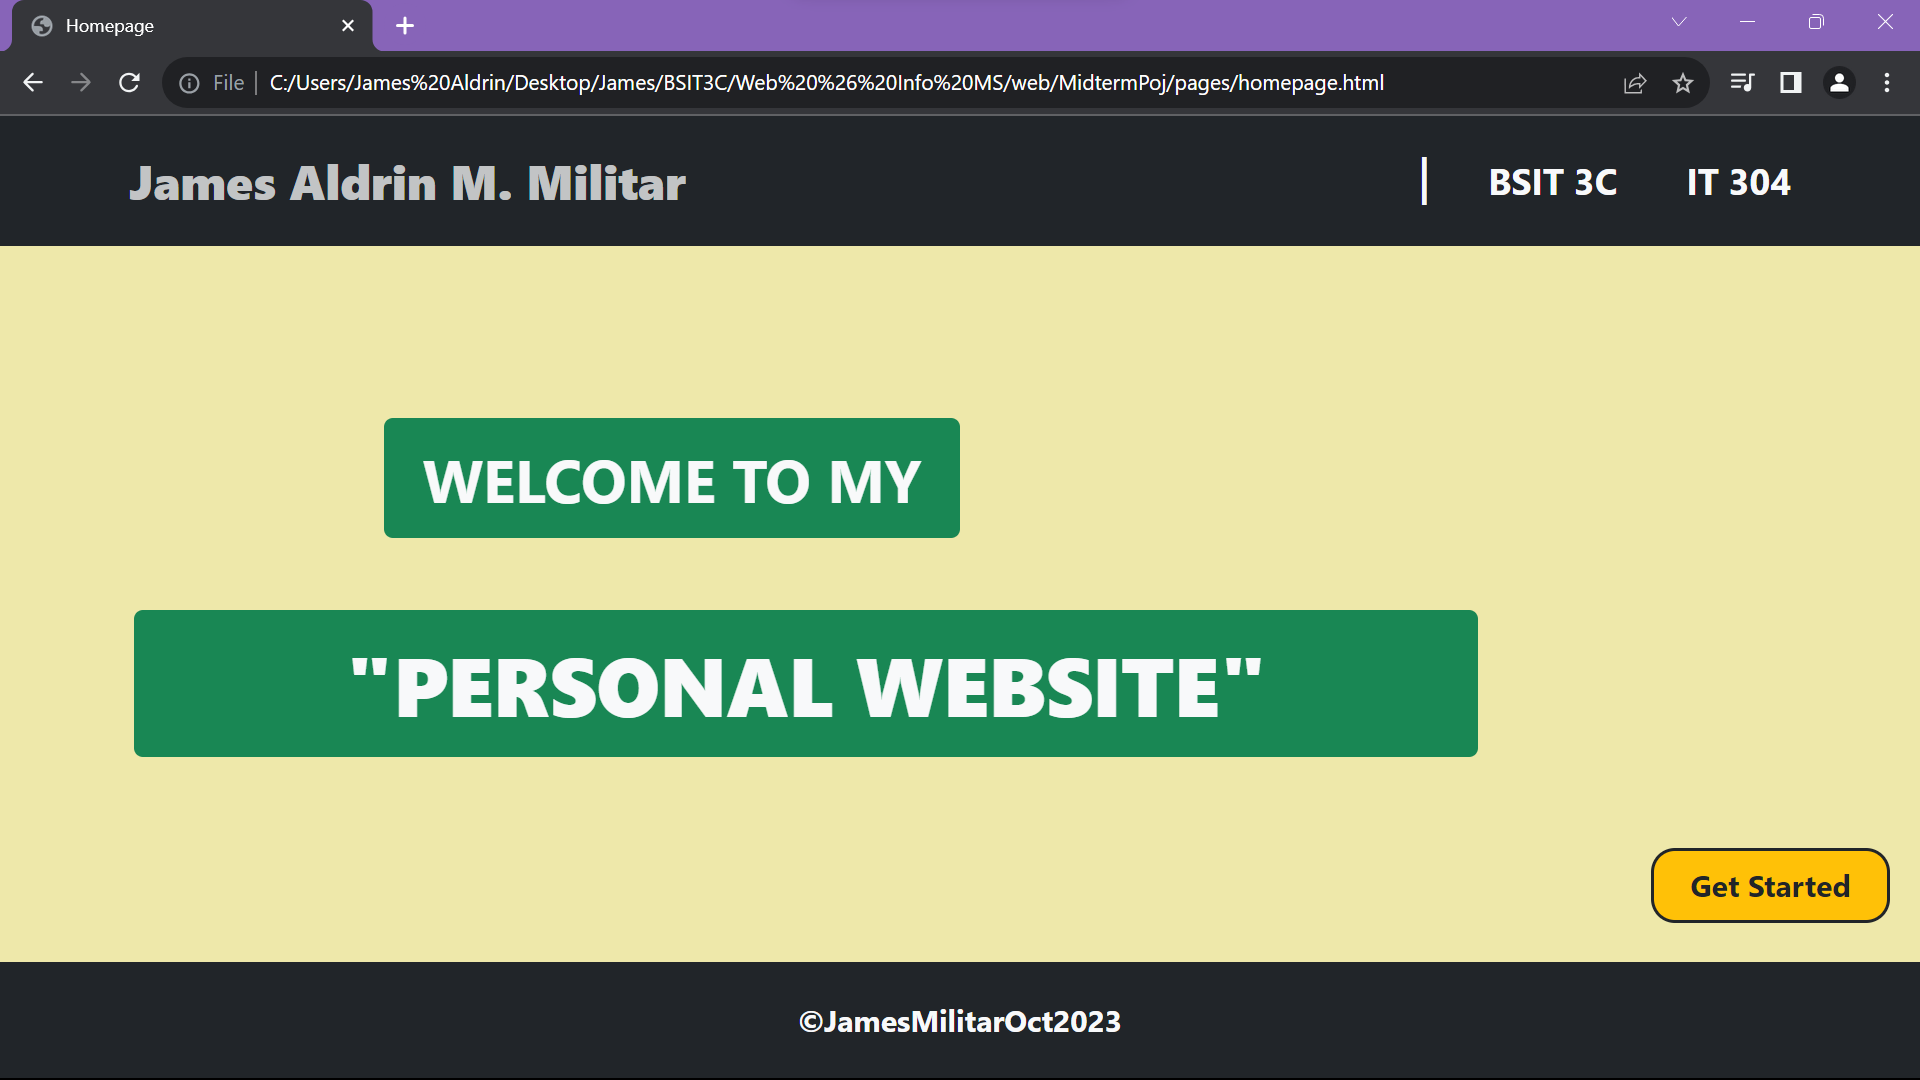 Homepage
File C:/Users/James%20Aldrin/Desktop/James/BSIT3C/Web%20%26%20Info%20MS/web/MidtermPoj/pages/homepage.html
James Aldrin M. Militar | BSIT 3C IT 304
WELCOME TO MY
"PERSONAL WEBSITE"
Get Started
©JamesMilitarOct2023